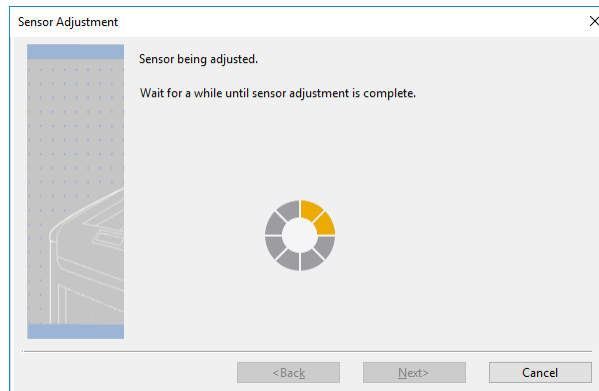 Sensor Adjustment
Sensor being adjusted.
Wait for a while until sensor adjustment is complete.
<Back Next> Cancel